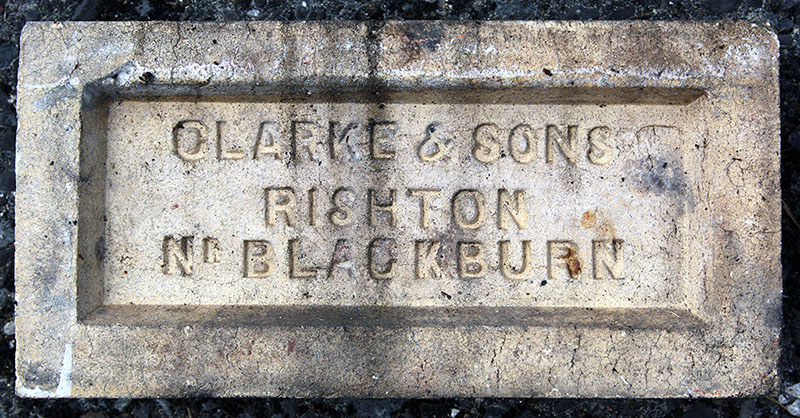 CLARKE & SONS
RISHTON
NR BLACKBURN